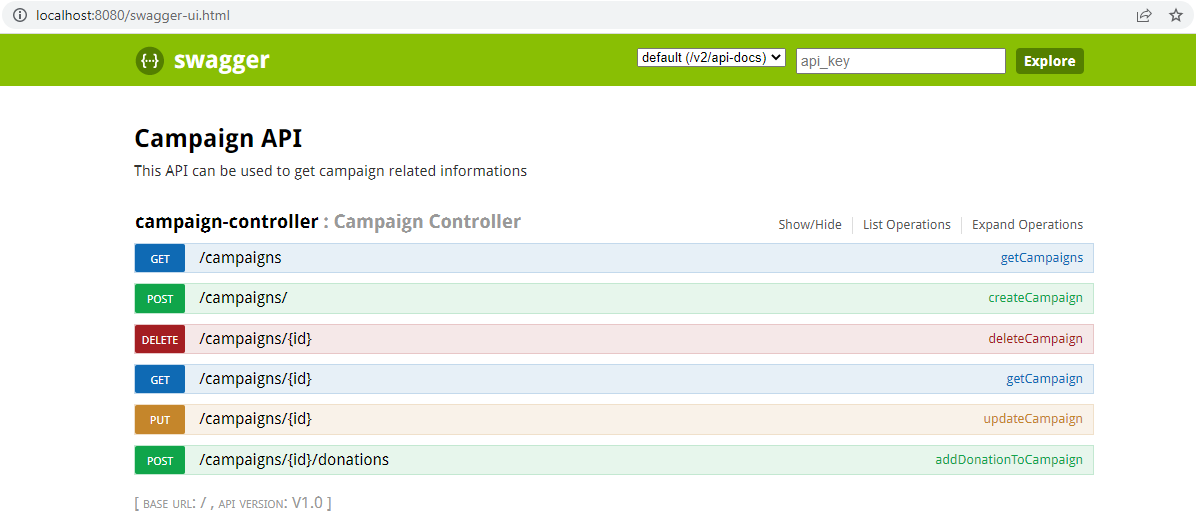 localhost:8080/swagger-ui.html
{··} swagger default (/v2/api-docs) api_key Explore
Campaign API
This API can be used to get campaign related informations
campaign-controller : Campaign Controller Show/Hide List Operations Expand Operations
GET /campaigns getCampaigns
POST /campaigns/ createCampaign
DELETE /campaigns/{id} deleteCampaign
GET /campaigns/{id} getCampaign
PUT /campaigns/{id} updateCampaign
POST /campaigns/{id}/donations addDonationToCampaign
[ BASE URL: / , API VERSION: V1.0 ]